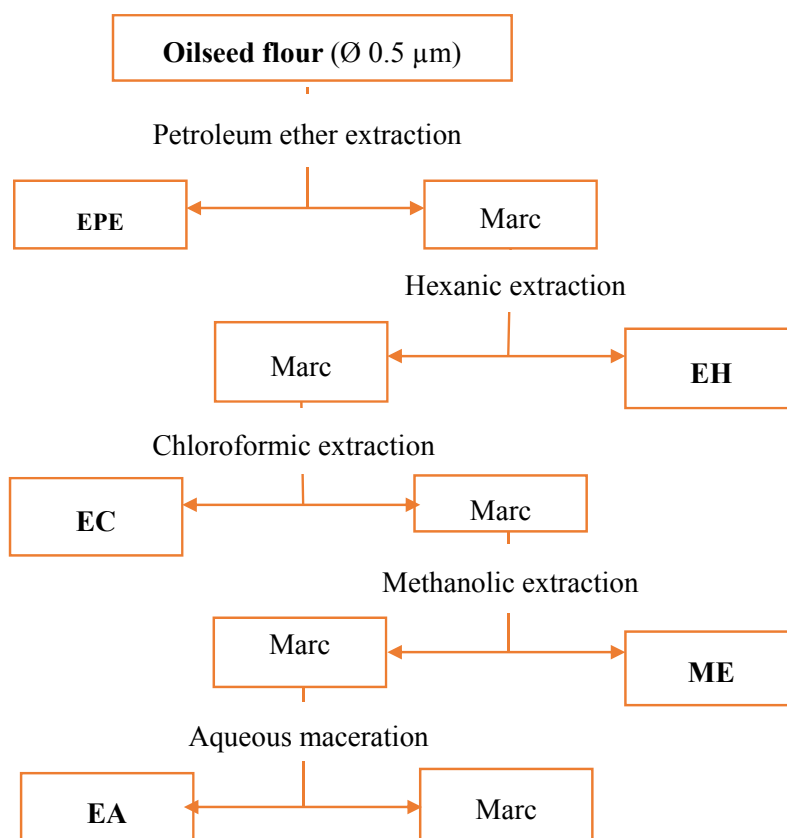 Oilseed flour (Ø 0.5 µm)
Petroleum ether extraction
EPE
Marc
Hexanic extraction
Marc
EH
Chloroformic extraction
EC
Marc
Methanolic extraction
Marc
ME
Aqueous maceration
EA
Marc